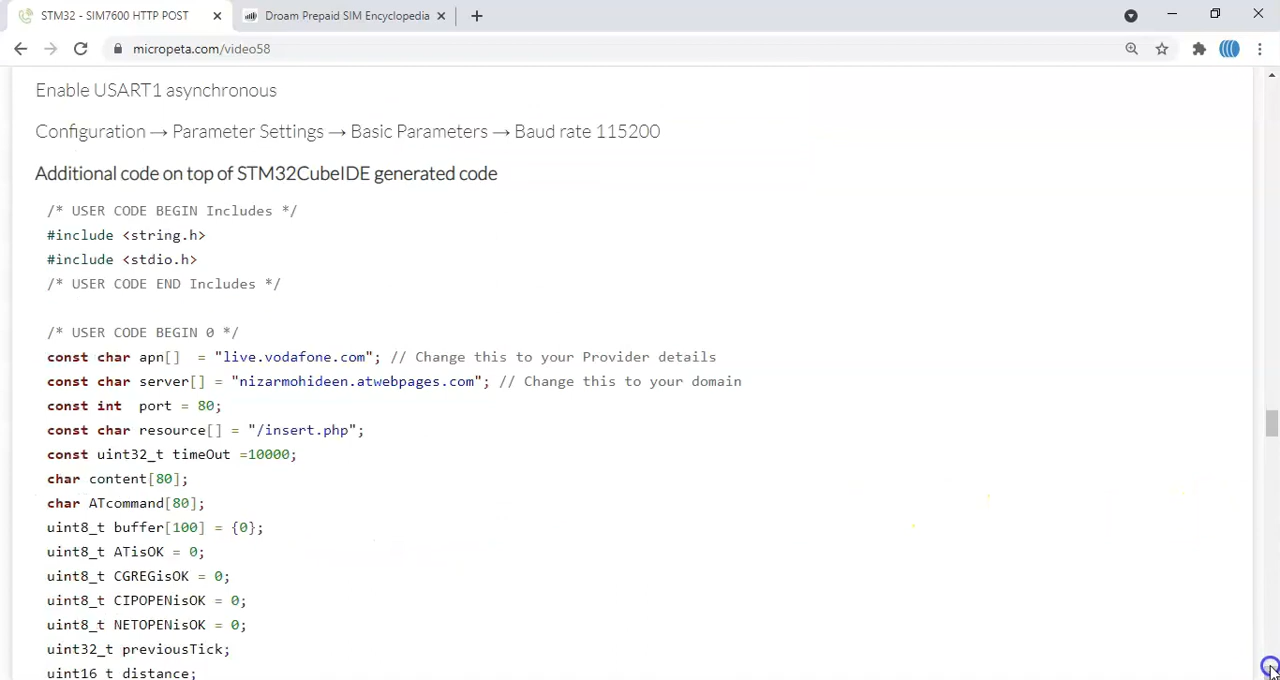 STM32 - SIM7600 HTTP POST
Droam Prepaid SIM Encyclopedia
micropeta.com/video58
Enable USART1 asynchronous
Configuration → Parameter Settings → Basic Parameters → Baud rate 115200
Additional code on top of STM32CubeIDE generated code
/* USER CODE BEGIN Includes */
#include <string.h>
#include <stdio.h>
/* USER CODE END Includes */
/* USER CODE BEGIN 0 */
const char apn[]  = "live.vodafone.com"; // Change this to your Provider details
const char server[] = "nizarmohideen.atwebpages.com"; // Change this to your domain
const int  port = 80;
const char resource[] = "/insert.php";
const uint32_t timeOut =10000;
char content[80];
char ATcommand[80];
uint8_t buffer[100] = {0};
uint8_t ATisOK = 0;
uint8_t CGREGisOK = 0;
uint8_t CIPOPENisOK = 0;
uint8_t NETOPENisOK = 0;
uint32_t previousTick;
uint16_t distance;